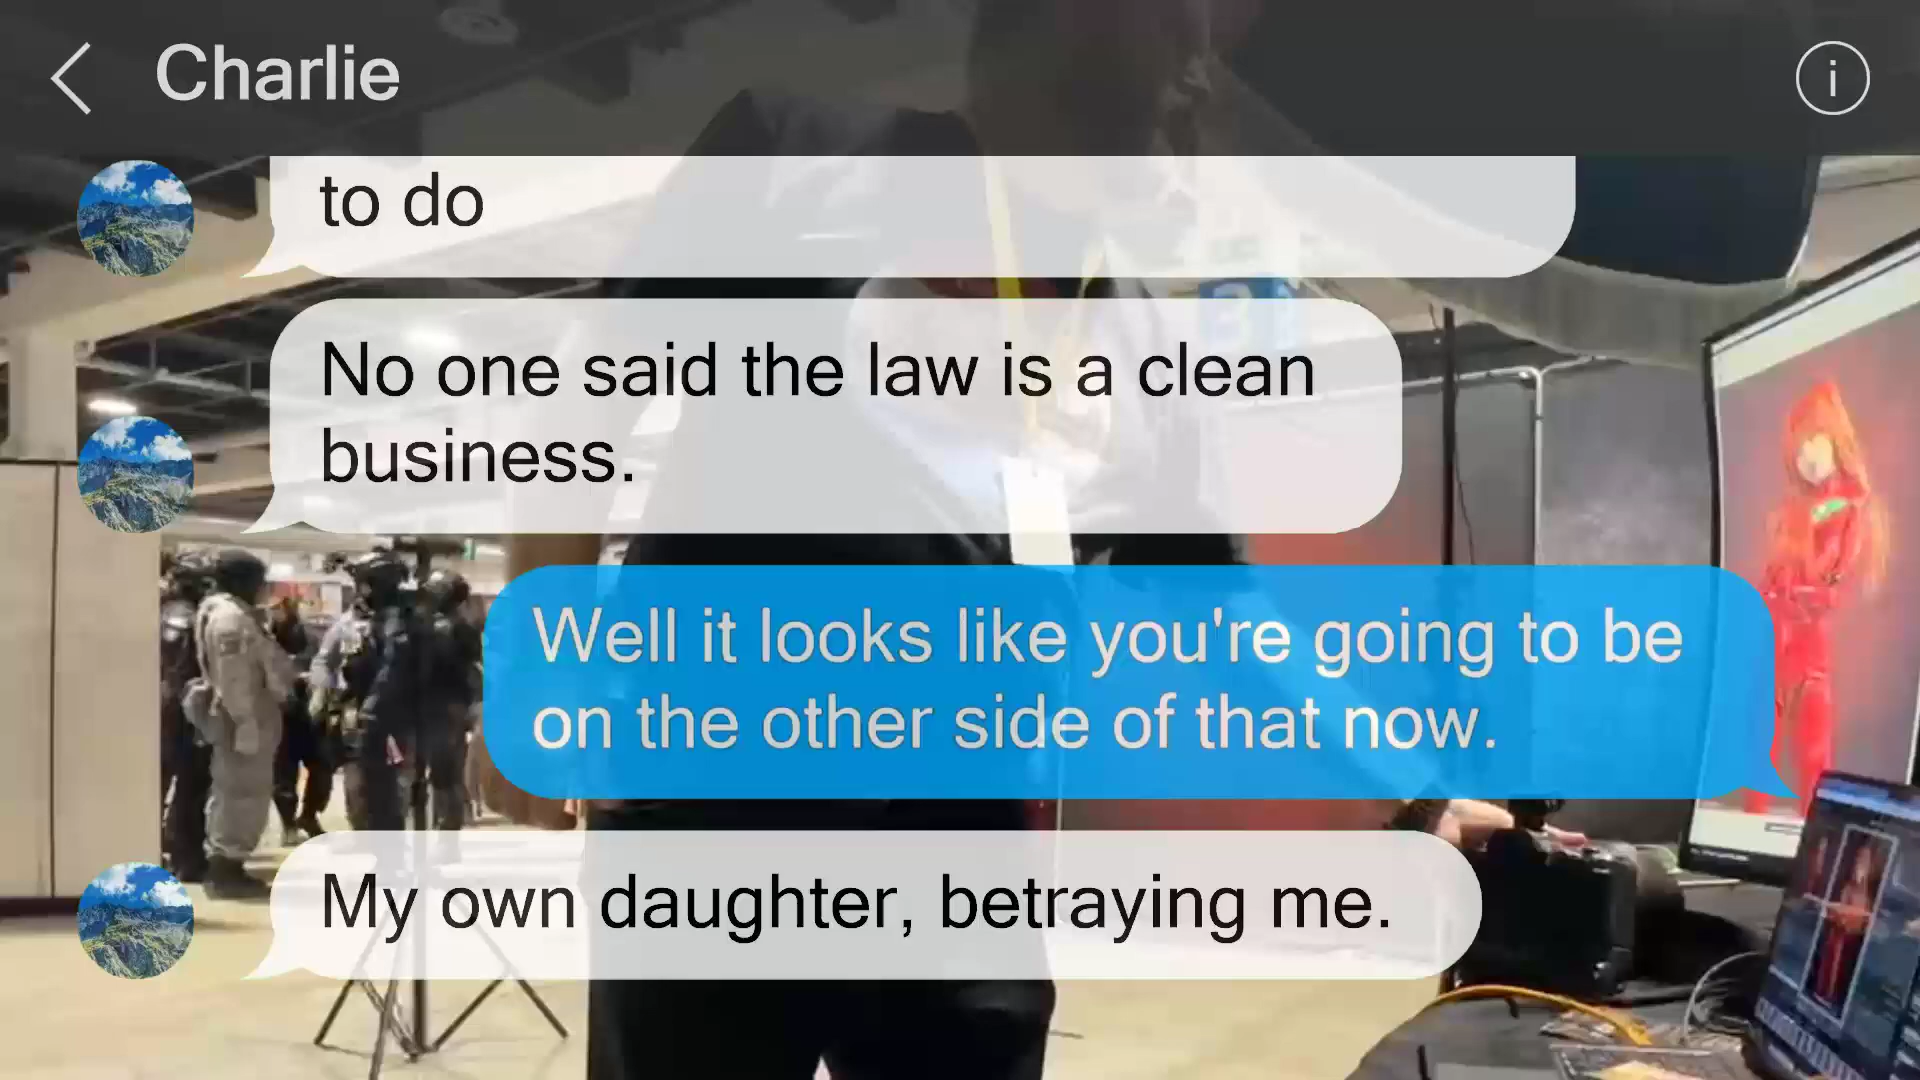 Charlie
i
to do
No one said the law is a clean
business.
Well it looks like you're going to be
on the other side of that now.
My own daughter, betraying me.